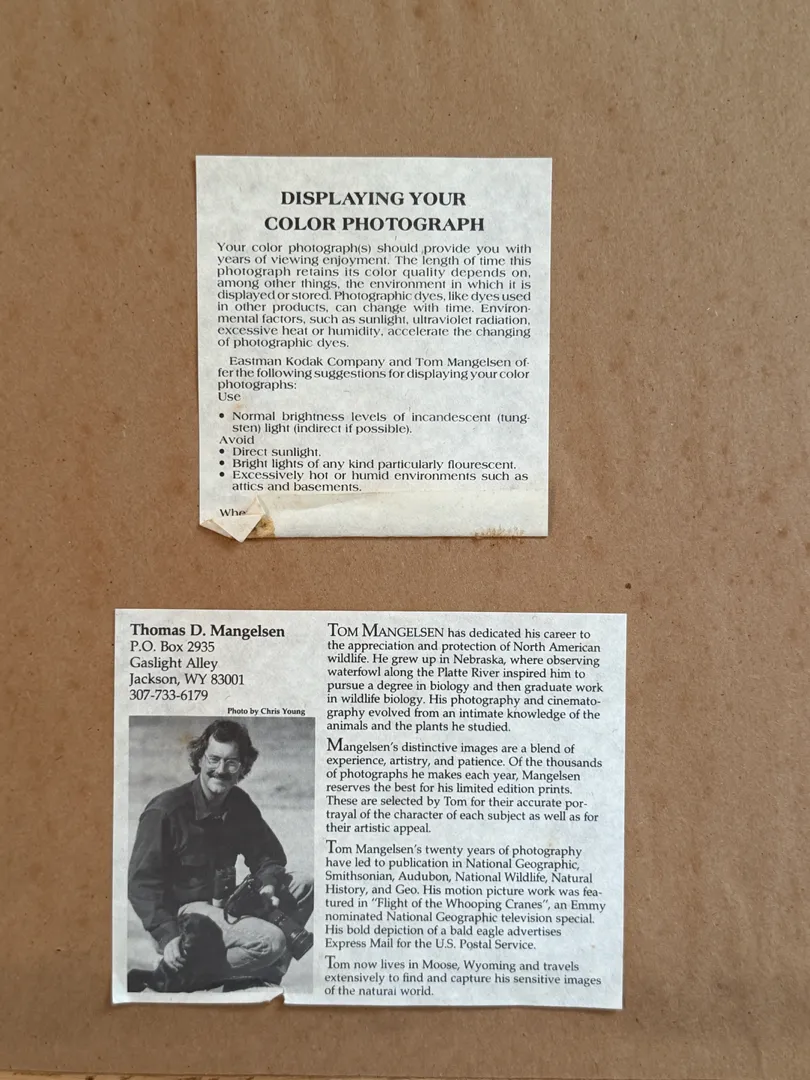 DISPLAYING YOUR
COLOR PHOTOGRAPH
Your color photograph(s) should provide you with
years of viewing enjoyment. The length of time this
photograph retains its color quality depends on,
among other things, the environment in which it is
displayed or stored. Photographic dyes, like dyes used
in other products, can change with time. Environ-
mental factors, such as sunlight, ultraviolet radiation,
excessive heat or humidity, accelerate the changing
of photographic dyes.
Eastman Kodak Company and Tom Mangelsen of-
fer the following suggestions for displaying your color
photographs:
Use
• Normal brightness levels of incandescent (tung-
sten) light (indirect if possible).
Avoid
• Direct sunlight.
• Bright lights of any kind particularly flourescent.
• Excessively hot or humid environments such as
attics and basements.
Thomas D. Mangelsen
P.O. Box 2935
Gaslight Alley
Jackson, WY 83001
307-733-6179
Photo by Chris Young
TOM MANGELSEN has dedicated his career to
the appreciation and protection of North American
wildlife. He grew up in Nebraska, where observing
waterfowl along the Platte River inspired him to
pursue a degree in biology and then graduate work
in wildlife biology. His photography and cinemato-
graphy evolved from an intimate knowledge of the
animals and the plants he studied.
Mangelsen's distinctive images are a blend of
experience, artistry, and patience. Of the thousands
of photographs he makes each year, Mangelsen
reserves the best for his limited edition prints.
These are selected by Tom for their accurate por-
trayal of the character of each subject as well as for
their artistic appeal.
Tom Mangelsen's twenty years of photography
have led to publication in National Geographic,
Smithsonian, Audubon, National Wildlife, Natural
History, and Geo. His motion picture work was fea-
tured in "Flight of the Whooping Cranes", an Emmy
nominated National Geographic television special.
His bold depiction of a bald eagle advertises
Express Mail for the U.S. Postal Service.
Tom now lives in Moose, Wyoming and travels
extensively to find and capture his sensitive images
of the natural world.